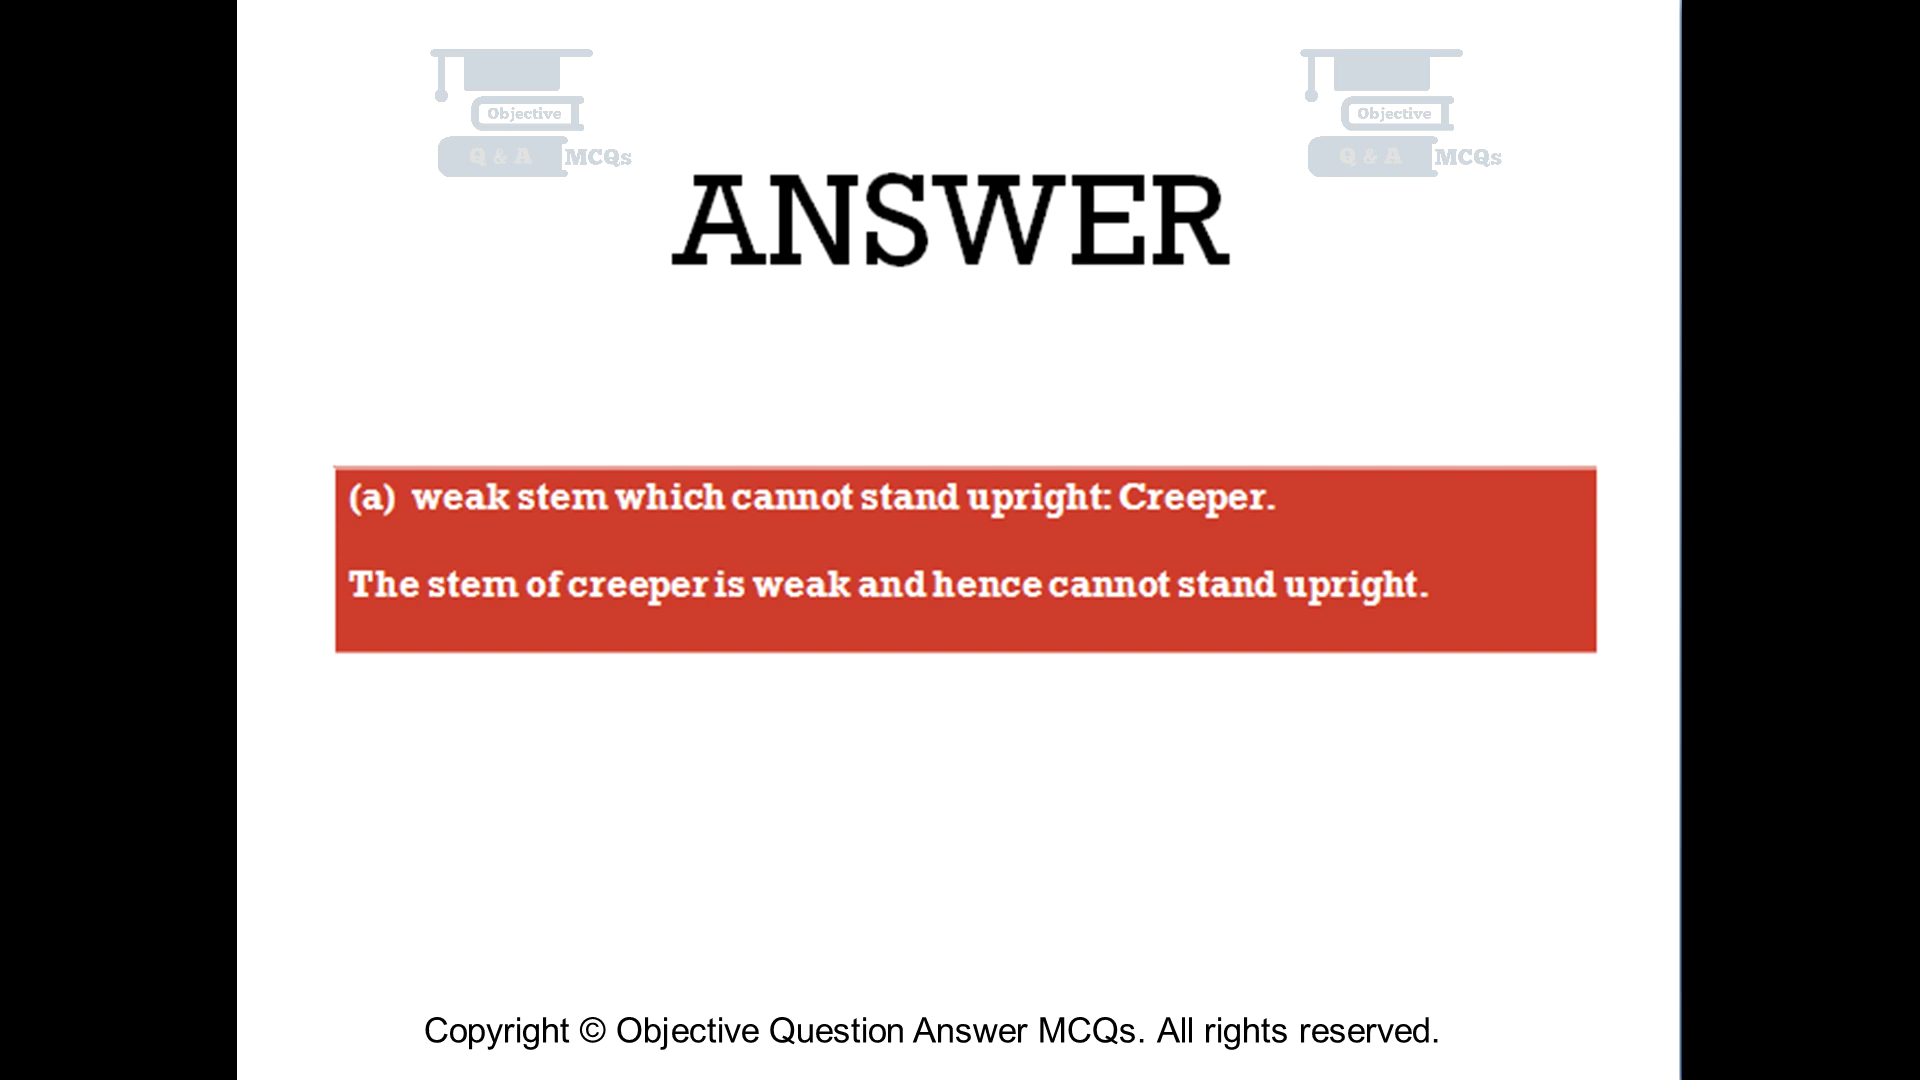 Objective
Q & A MCQs
Objective
Q & A MCQs
ANSWER
(a) weak stem which cannot stand upright: Creeper.
The stem of creeper is weak and hence cannot stand upright.
Copyright © Objective Question Answer MCQs. All rights reserved.